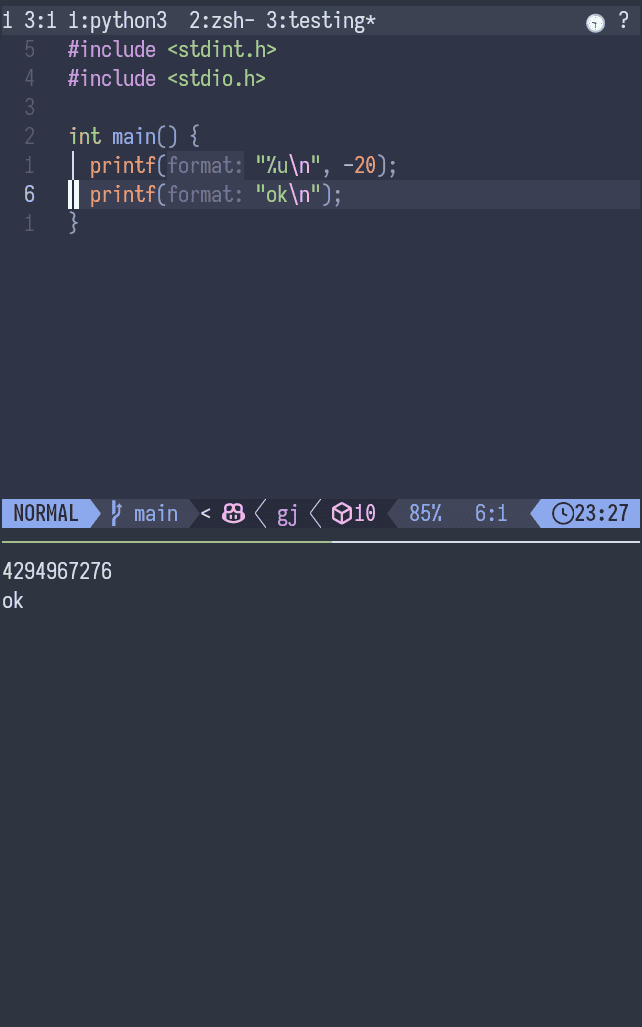 1 3:1 1:python3  2:zsh- 3:testing* ?
5 #include <stdint.h>
4 #include <stdio.h>
3
2 int main() {
1   printf(format: "%u\n", -20);
6   printf(format: "ok\n");
1 }
NORMAL main < gj 10 85% 6:1 23:27
4294967276
ok